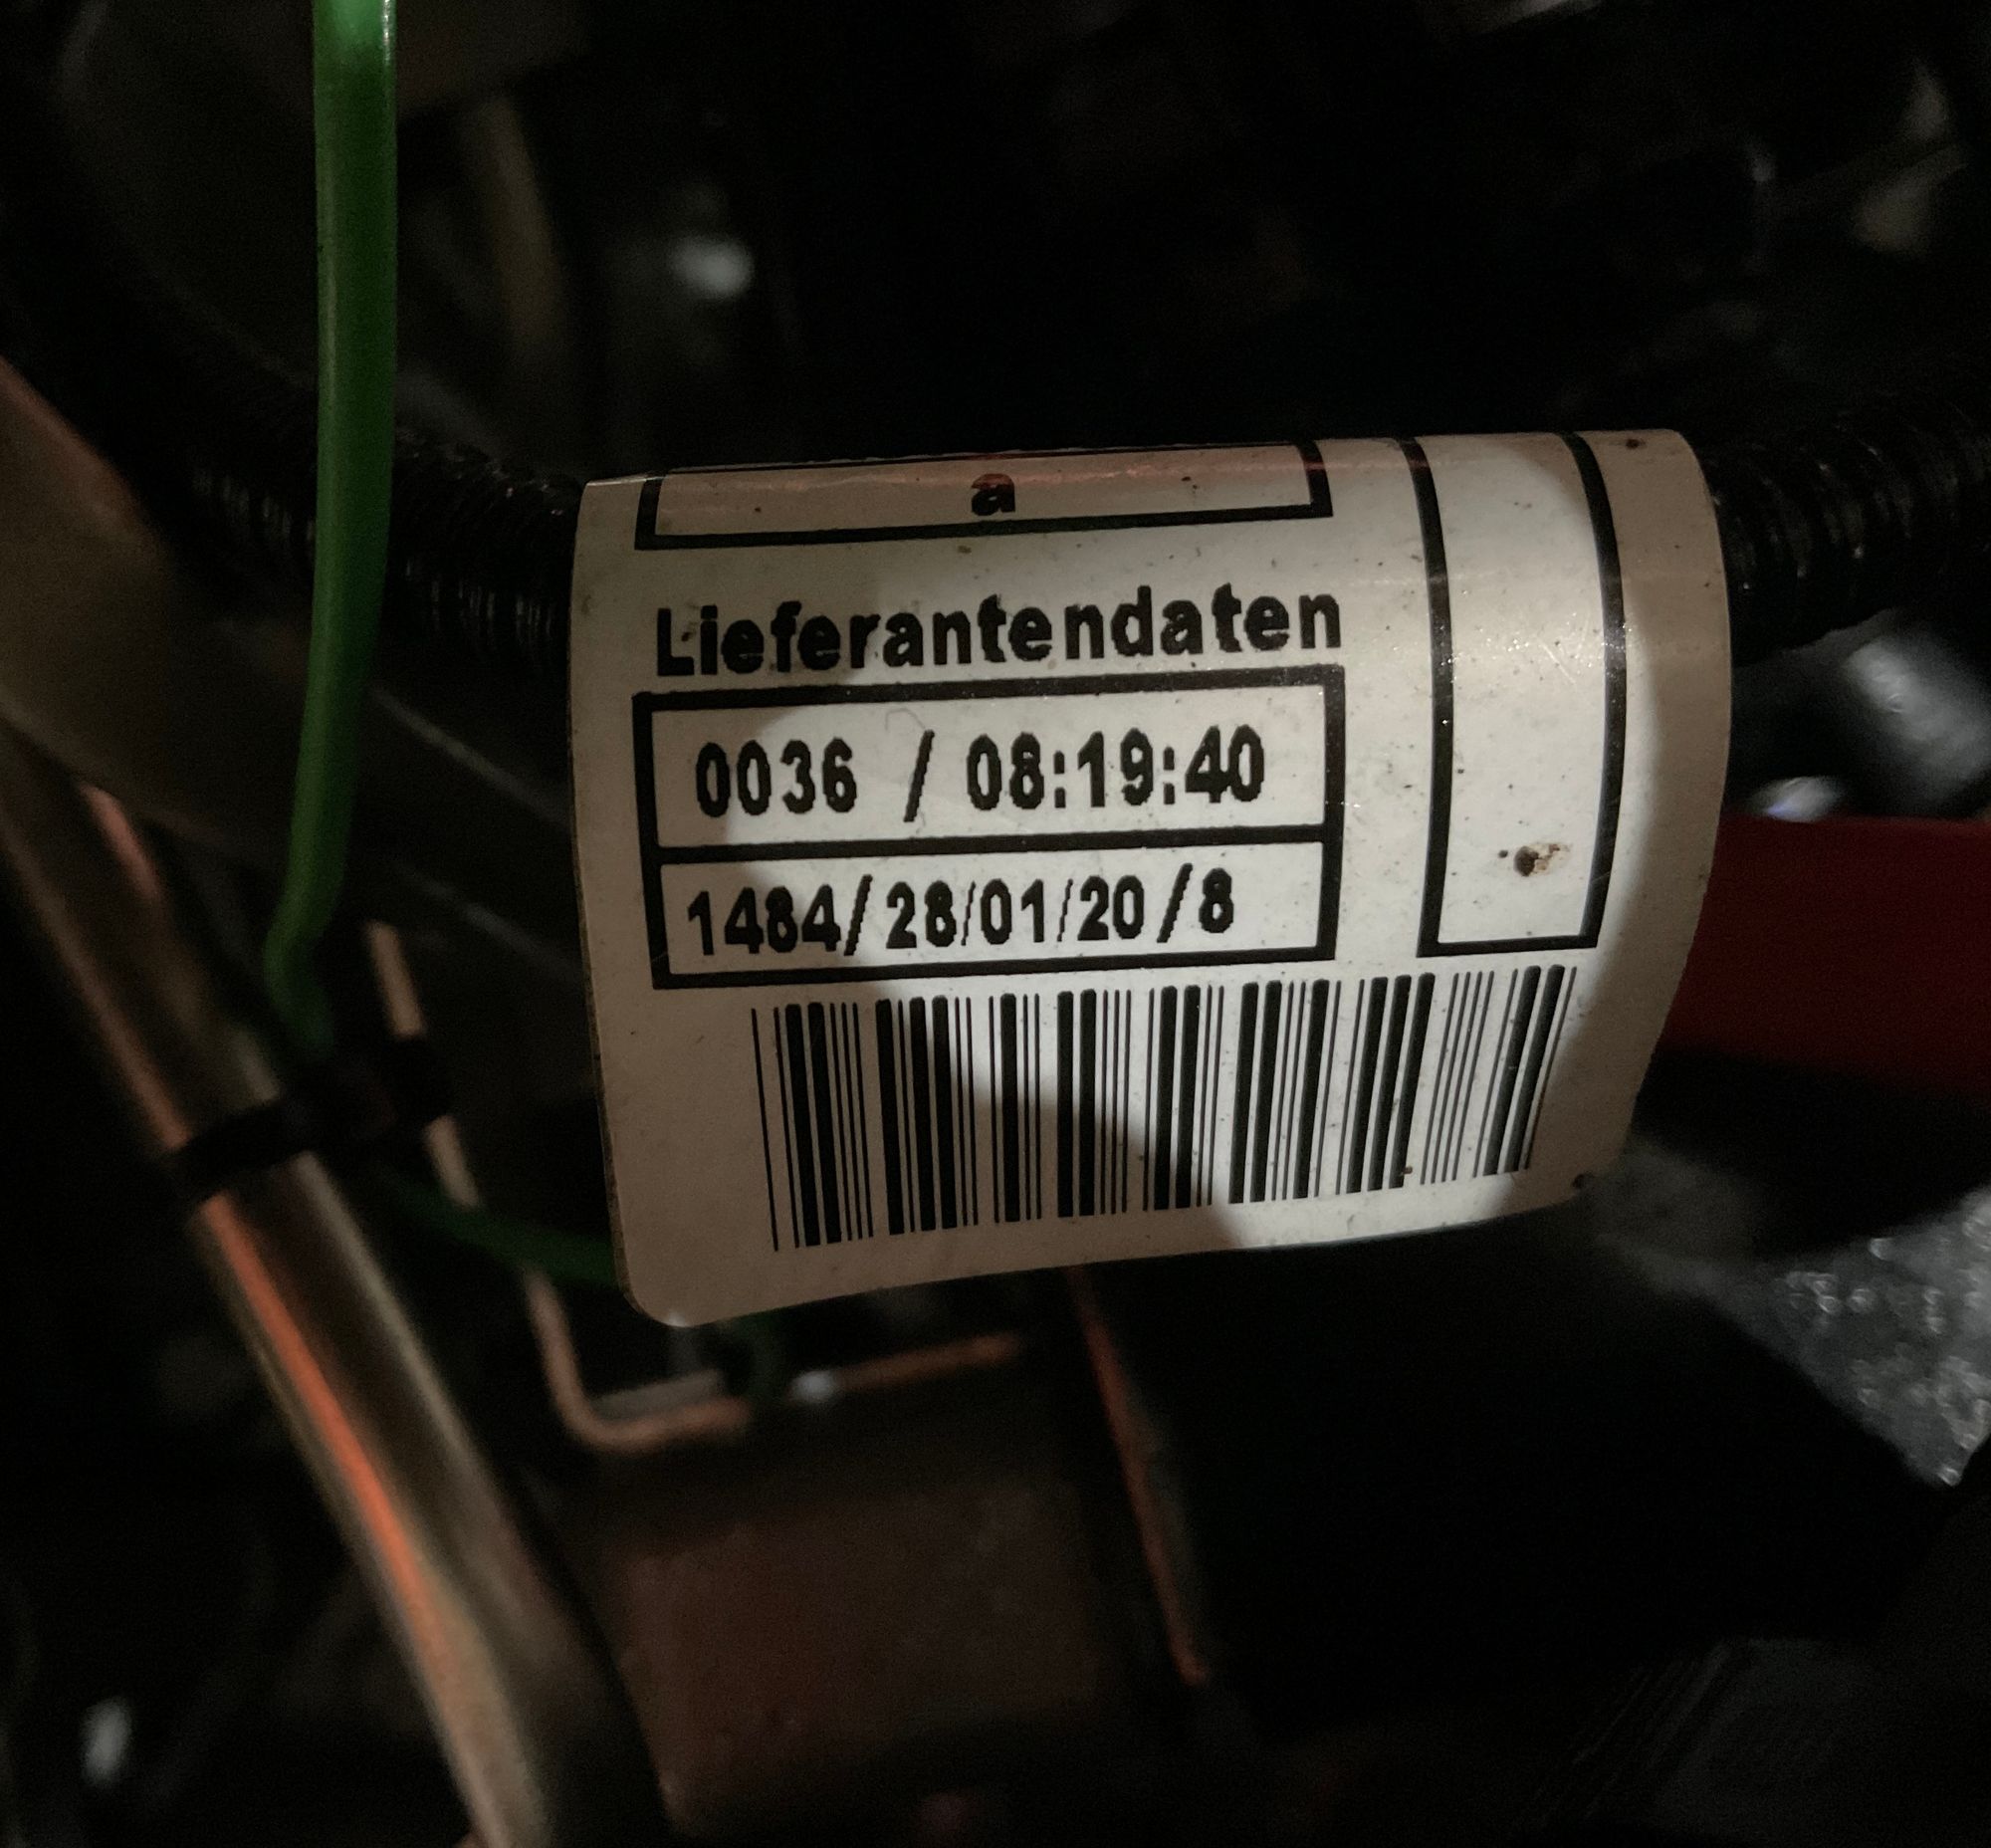 a
Lieferantendaten
0036 / 08:19:40
1484/28/01/20/8